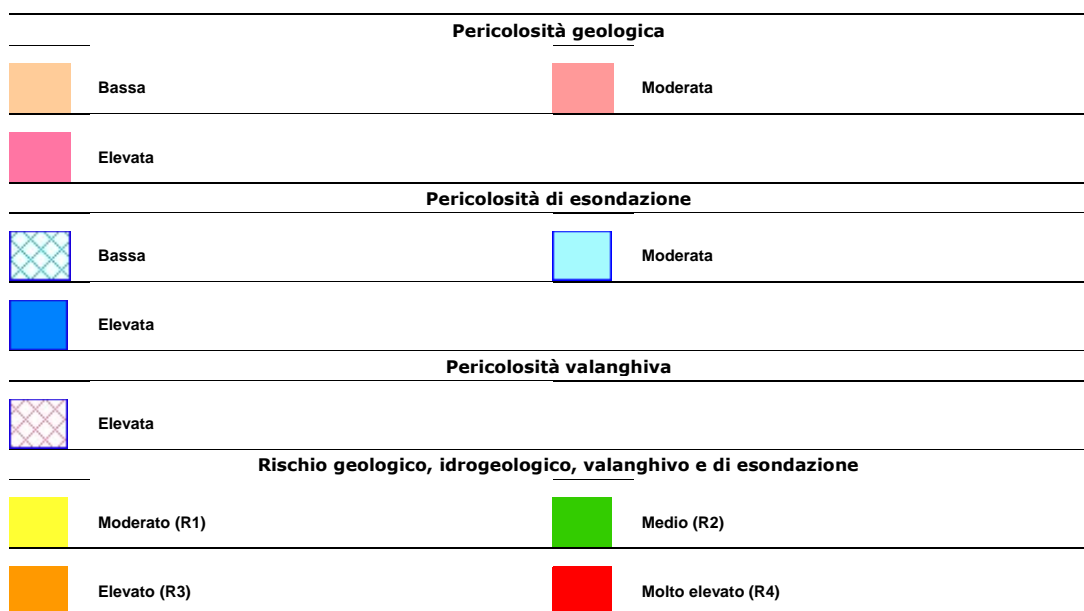 Pericolosità geologica
Bassa
Moderata
Elevata
Pericolosità di esondazione
Bassa
Moderata
Elevata
Pericolosità valanghiva
Elevata
Rischio geologico, idrogeologico, valanghivo e di esondazione
Moderato (R1)
Medio (R2)
Elevato (R3)
Molto elevato (R4)